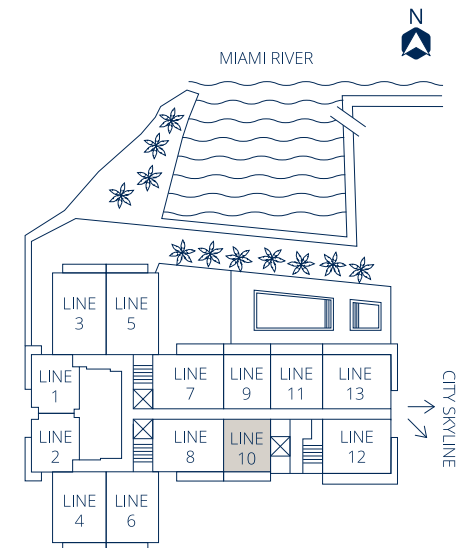 N
MIAMI RIVER
LINE
3
LINE
5
LINE
1
LINE
7
LINE
9
LINE
11
LINE
13
CITY SKYLINE
LINE
2
LINE
8
LINE
10
LINE
12
LINE
4
LINE
6